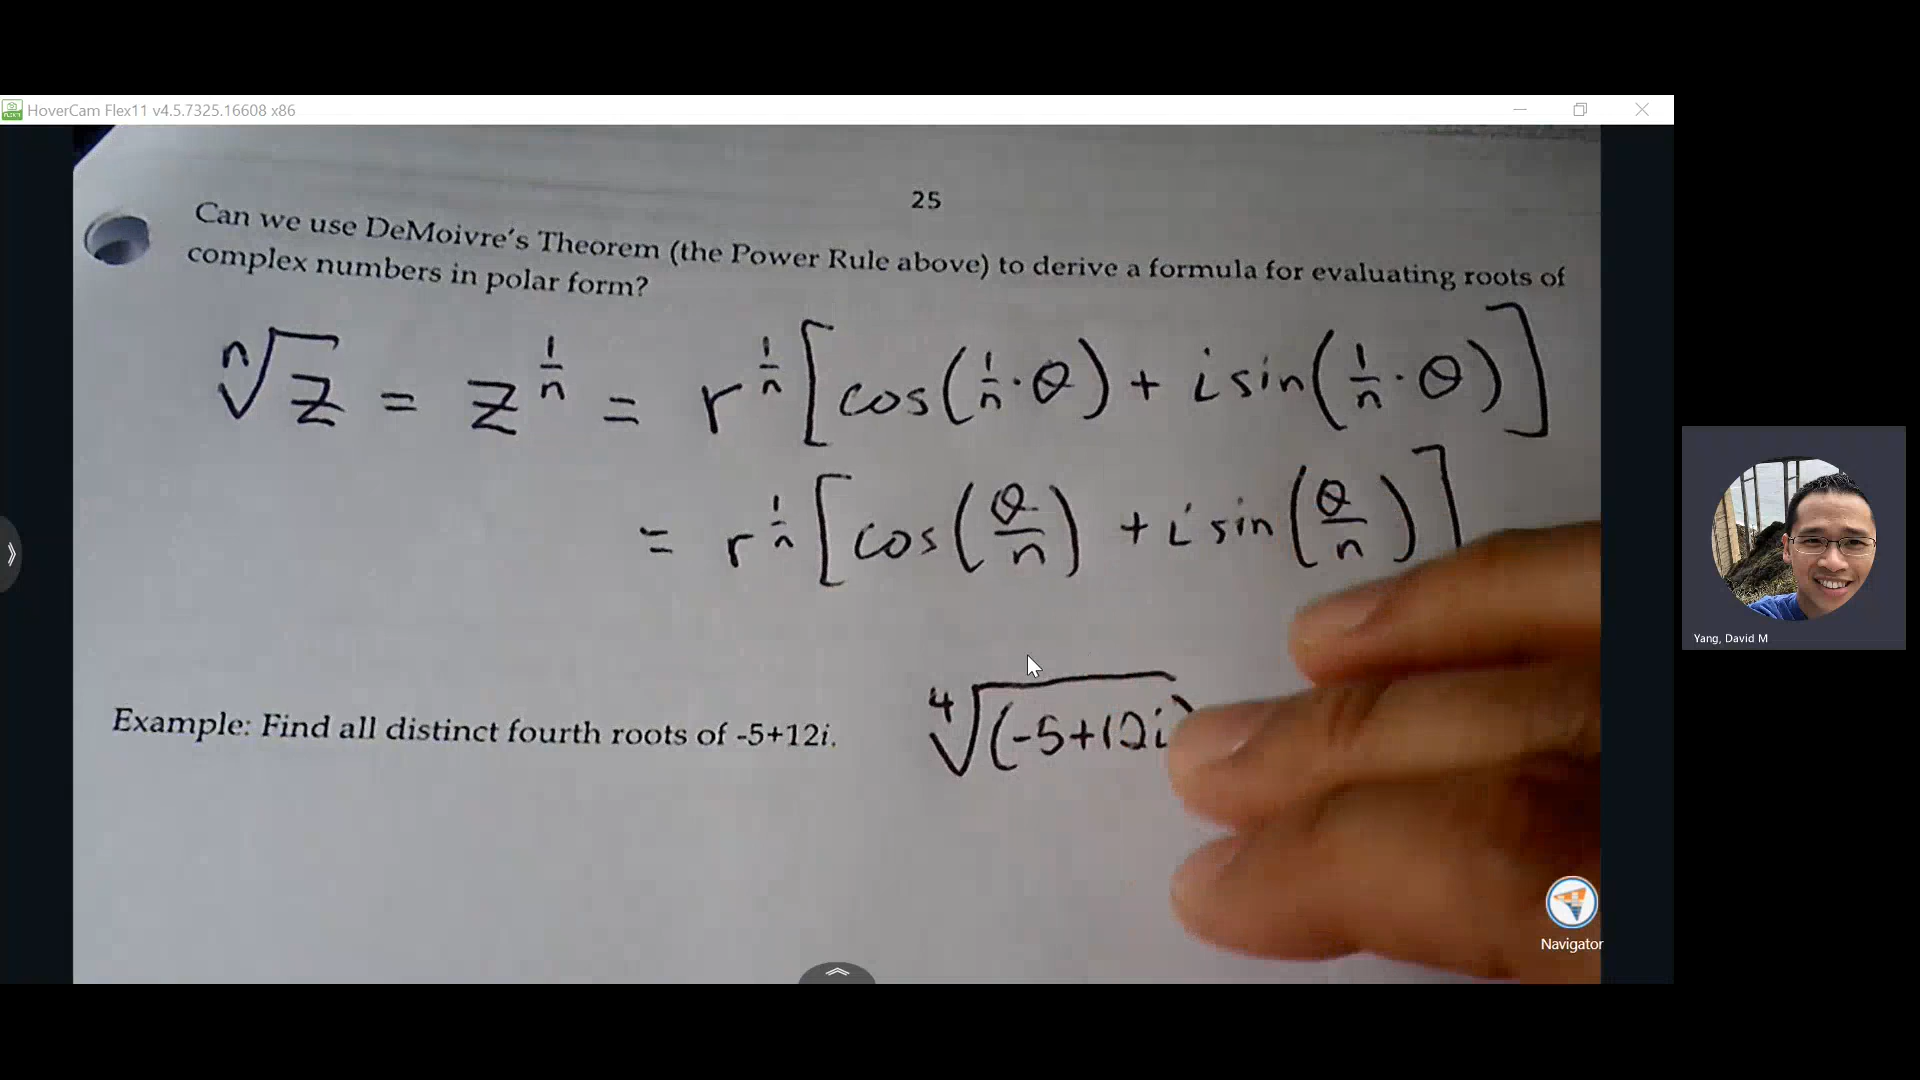 HoverCam Flex11 v4.5.7325.16608 x86
25
Can we use DeMoivre's Theorem (the Power Rule above) to derive a formula for evaluating roots of
complex numbers in polar form?
ⁿ√z = z^(1/n) = r^(1/n) [cos(1/n · θ) + i sin(1/n · θ)]
= r^(1/n) [cos(θ/n) + i sin(θ/n)]
Example: Find all distinct fourth roots of -5+12i.
⁴√(-5+12i)
Yang, David M
Navigator